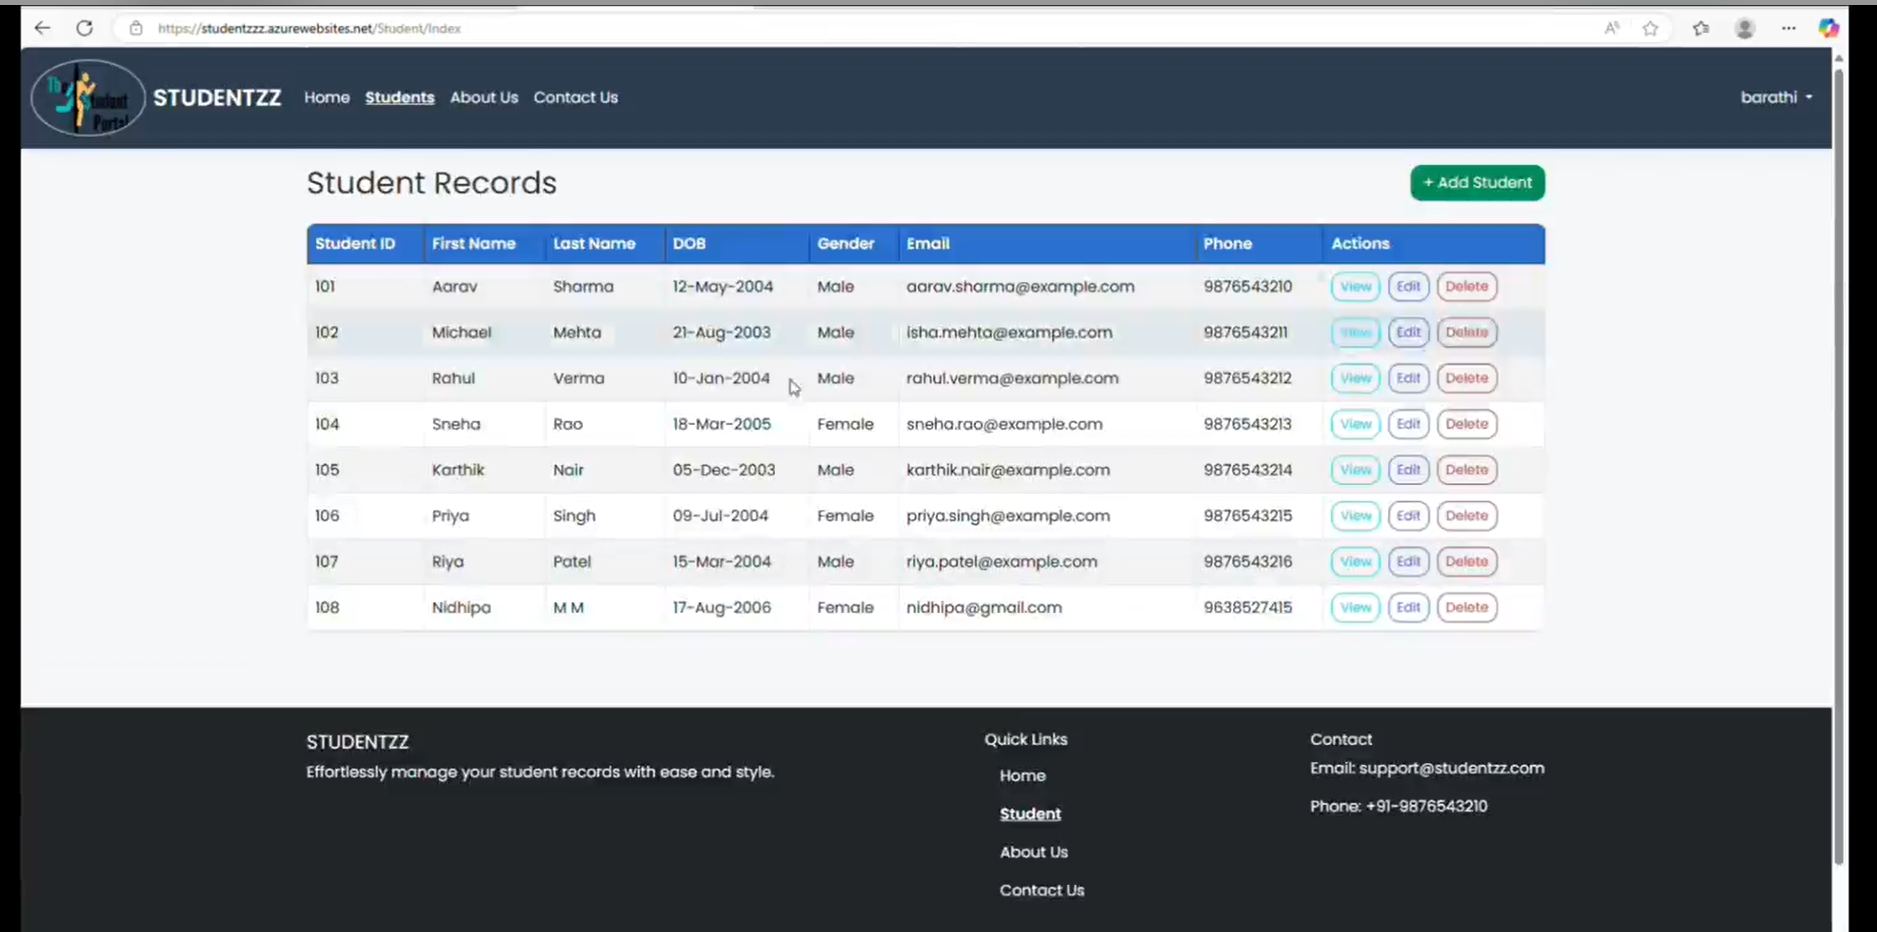 https://studentzzz.azurewebsites.net/Student/Index
The Student Portal
STUDENTZZ Home Students About Us Contact Us barathi
Student Records + Add Student
Student ID First Name Last Name DOB Gender Email Phone Actions
101 Aarav Sharma 12-May-2004 Male aarav.sharma@example.com 9876543210 View Edit Delete
102 Michael Mehta 21-Aug-2003 Male isha.mehta@example.com 9876543211 View Edit Delete
103 Rahul Verma 10-Jan-2004 Male rahul.verma@example.com 9876543212 View Edit Delete
104 Sneha Rao 18-Mar-2005 Female sneha.rao@example.com 9876543213 View Edit Delete
105 Karthik Nair 05-Dec-2003 Male karthik.nair@example.com 9876543214 View Edit Delete
106 Priya Singh 09-Jul-2004 Female priya.singh@example.com 9876543215 View Edit Delete
107 Riya Patel 15-Mar-2004 Male riya.patel@example.com 9876543216 View Edit Delete
108 Nidhipa M M 17-Aug-2006 Female nidhipa@gmail.com 9638527415 View Edit Delete
STUDENTZZ
Effortlessly manage your student records with ease and style.
Quick Links
Home
Student
About Us
Contact Us
Contact
Email: support@studentzz.com
Phone: +91-9876543210